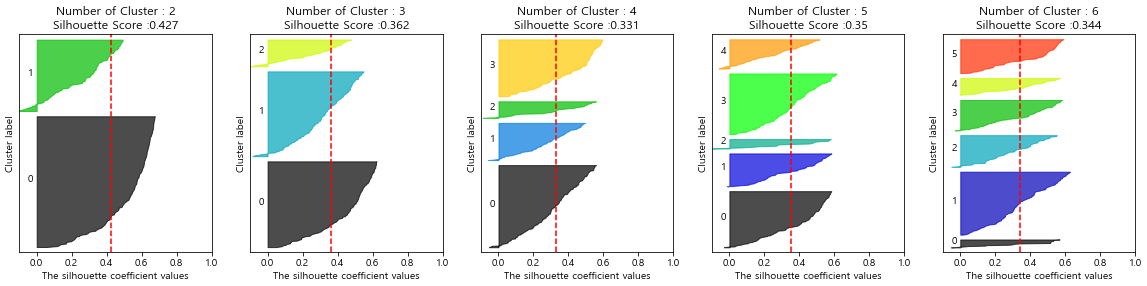 Number of Cluster : 2
Silhouette Score :0.427
Cluster label
1
0
0.0 0.2 0.4 0.6 0.8 1.0
The silhouette coefficient values
Number of Cluster : 3
Silhouette Score :0.362
Cluster label
2
1
0
0.0 0.2 0.4 0.6 0.8 1.0
The silhouette coefficient values
Number of Cluster : 4
Silhouette Score :0.331
Cluster label
3
2
1
0
0.0 0.2 0.4 0.6 0.8 1.0
The silhouette coefficient values
Number of Cluster : 5
Silhouette Score :0.35
Cluster label
4
3
2
1
0
0.0 0.2 0.4 0.6 0.8 1.0
The silhouette coefficient values
Number of Cluster : 6
Silhouette Score :0.344
Cluster label
5
4
3
2
1
0
0.0 0.2 0.4 0.6 0.8 1.0
The silhouette coefficient values